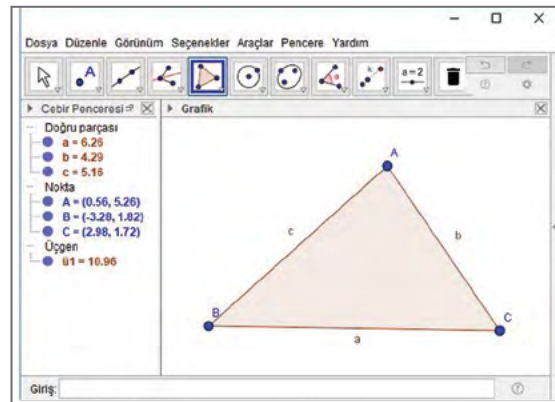 Dosya Düzenle Görünüm Seçenekler Araçlar Pencere Yardım
A
a=2
Cebir Penceresi
Grafik
Doğru parçası
a = 6.26
b = 4.29
c = 5.16
Nokta
A = (0.56, 5.26)
B = (-3.28, 1.82)
C = (2.98, 1.72)
Üçgen
ü1 = 10.96
A
c
b
B
C
a
Giriş: